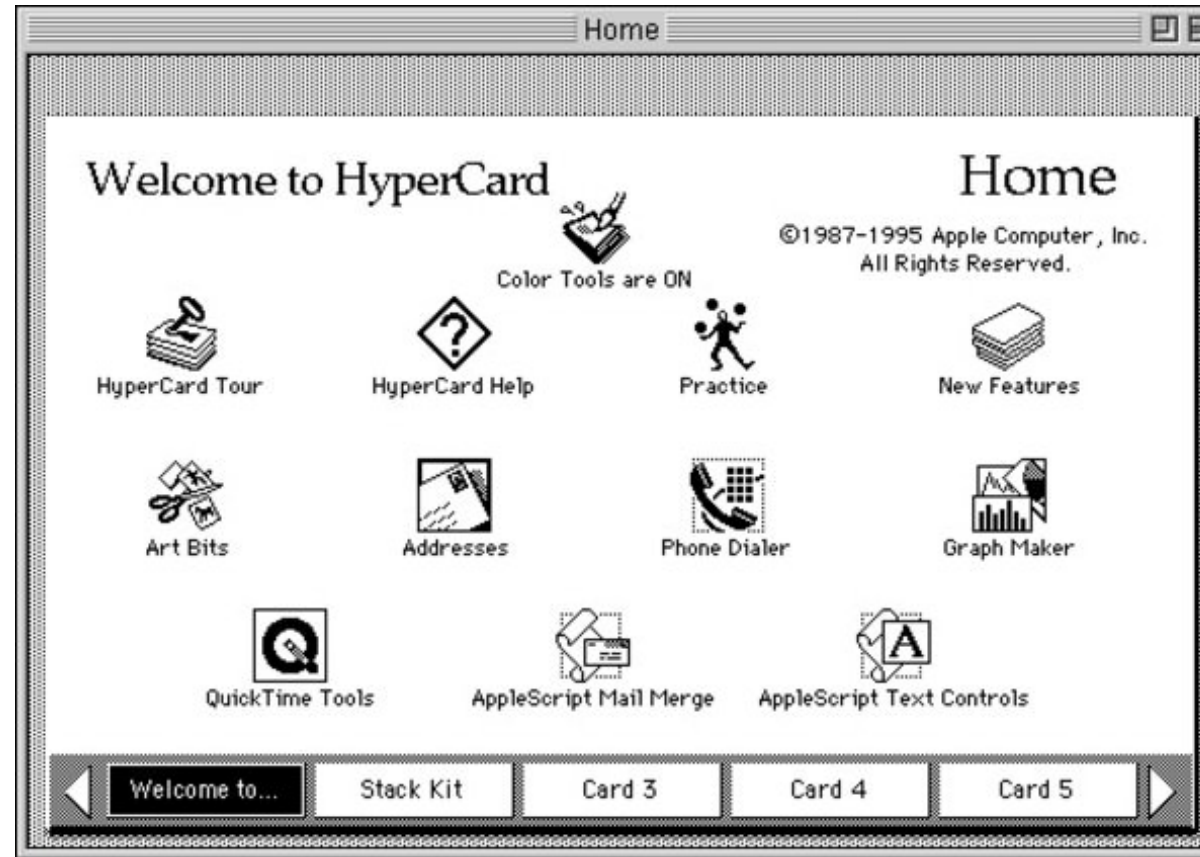 Home
Welcome to HyperCard
Home
©1987-1995 Apple Computer, Inc.
All Rights Reserved.
Color Tools are ON
HyperCard Tour
HyperCard Help
Practice
New Features
Art Bits
Addresses
Phone Dialer
Graph Maker
QuickTime Tools
AppleScript Mail Merge
AppleScript Text Controls
Welcome to...
Stack Kit
Card 3
Card 4
Card 5